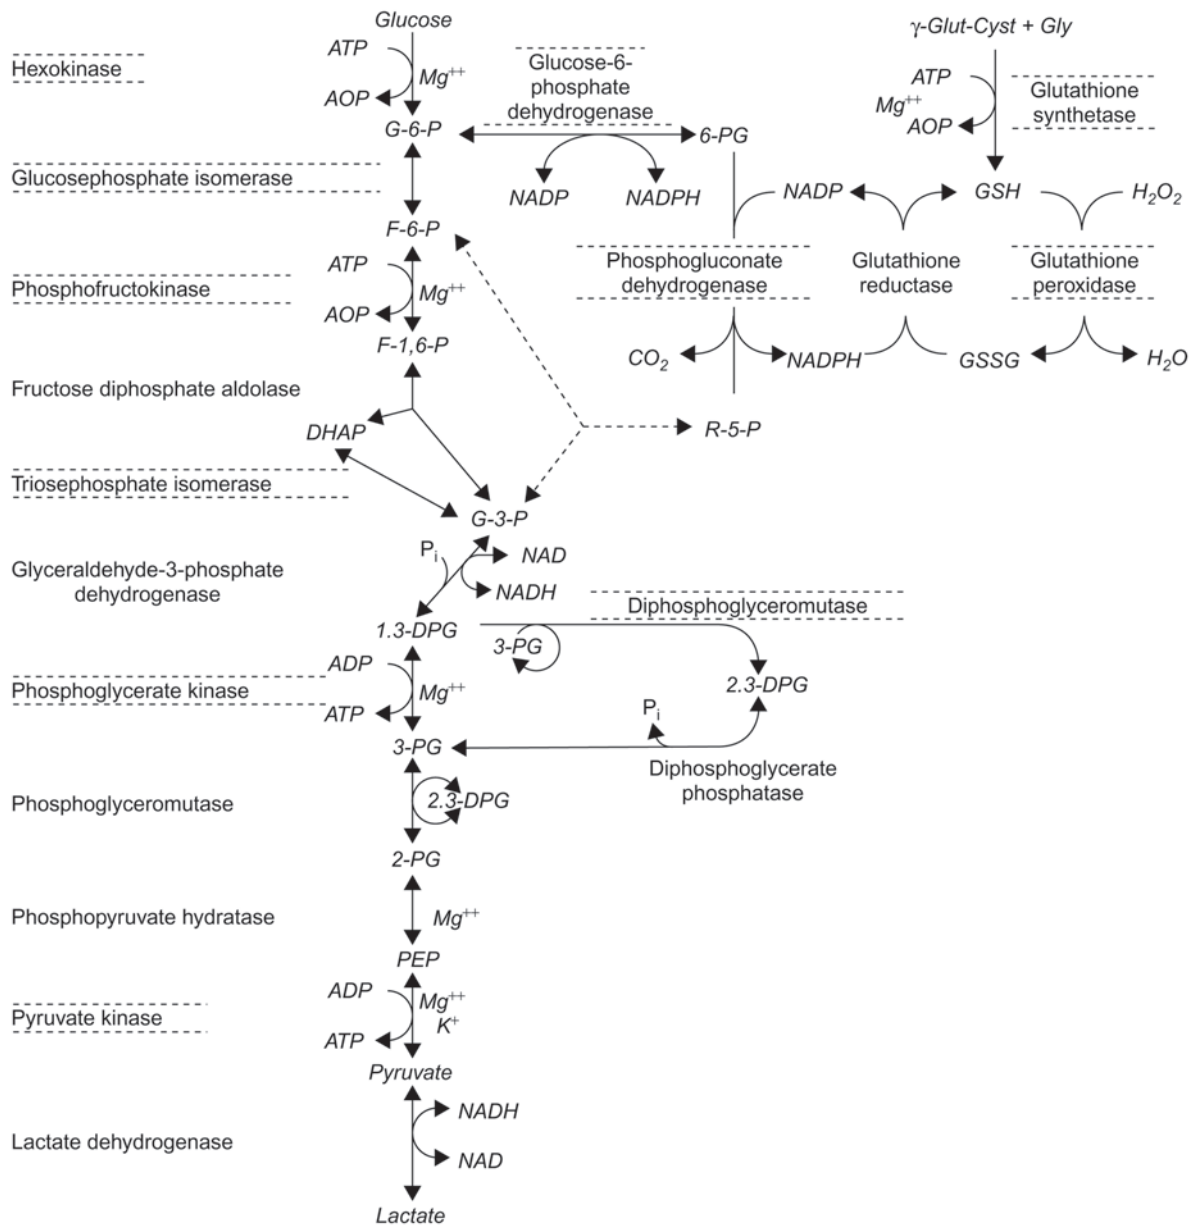 Glucose
γ-Glut-Cyst + Gly
ATP
Hexokinase
Mg++
AOP
Glucose-6-
phosphate
dehydrogenase
ATP
Mg++
AOP
Glutathione
synthetase
G-6-P
6-PG
Glucosephosphate isomerase
NADP
NADPH
NADP
GSH
H2O2
F-6-P
ATP
Phosphofructokinase
Mg++
AOP
Phosphogluconate
dehydrogenase
Glutathione
reductase
Glutathione
peroxidase
F-1,6-P
CO2
NADPH
GSSG
H2O
Fructose diphosphate aldolase
DHAP
R-5-P
Triosephosphate isomerase
G-3-P
Pi
NAD
Glyceraldehyde-3-phosphate
dehydrogenase
NADH
Diphosphoglyceromutase
1.3-DPG
3-PG
ADP
Phosphoglycerate kinase
Mg++
ATP
2.3-DPG
Pi
3-PG
Diphosphoglycerate
phosphatase
Phosphoglyceromutase
2.3-DPG
2-PG
Phosphopyruvate hydratase
Mg++
PEP
ADP
Mg++
Pyruvate kinase
K+
ATP
Pyruvate
NADH
Lactate dehydrogenase
NAD
Lactate